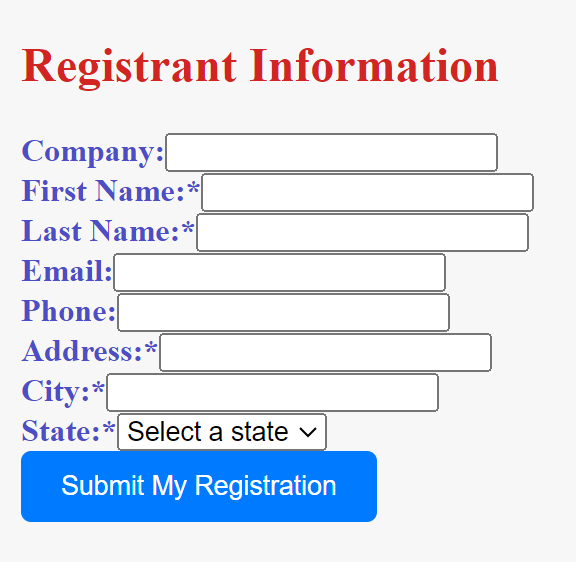 Registrant Information
Company:
First Name:*
Last Name:*
Email:
Phone:
Address:*
City:*
State:* Select a state
Submit My Registration